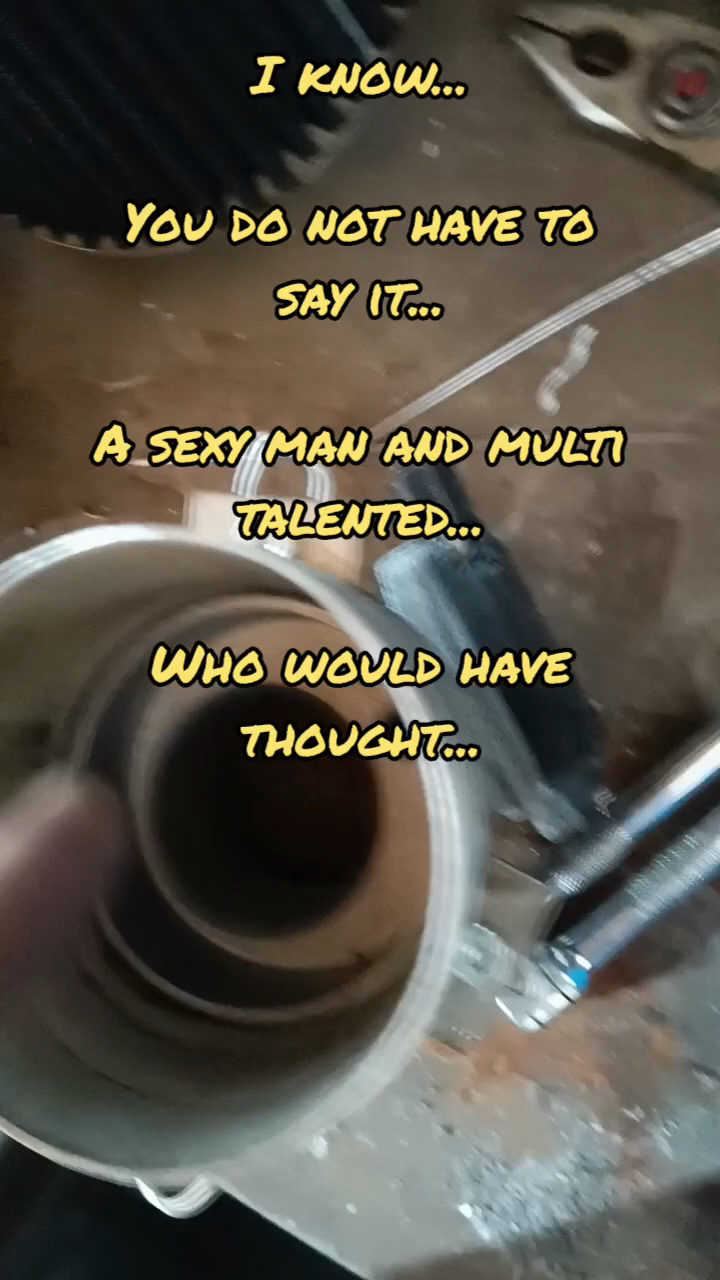 I know...
You do not have to
say it...
A sexy man and multi
talented...
Who would have
thought...